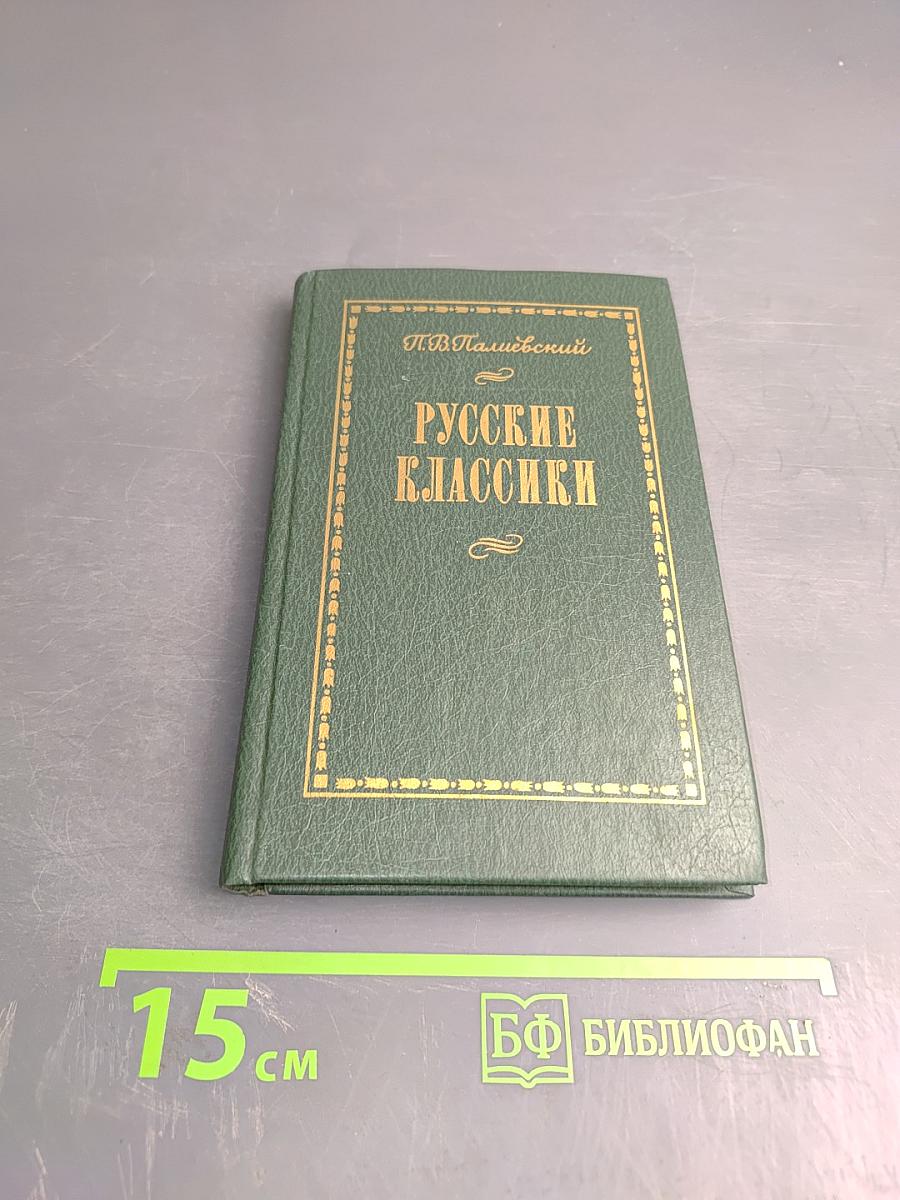 П.В.Палиевский
РУССКИЕ
КЛАССИКИ
15 см
БФ БИБЛИОФАН